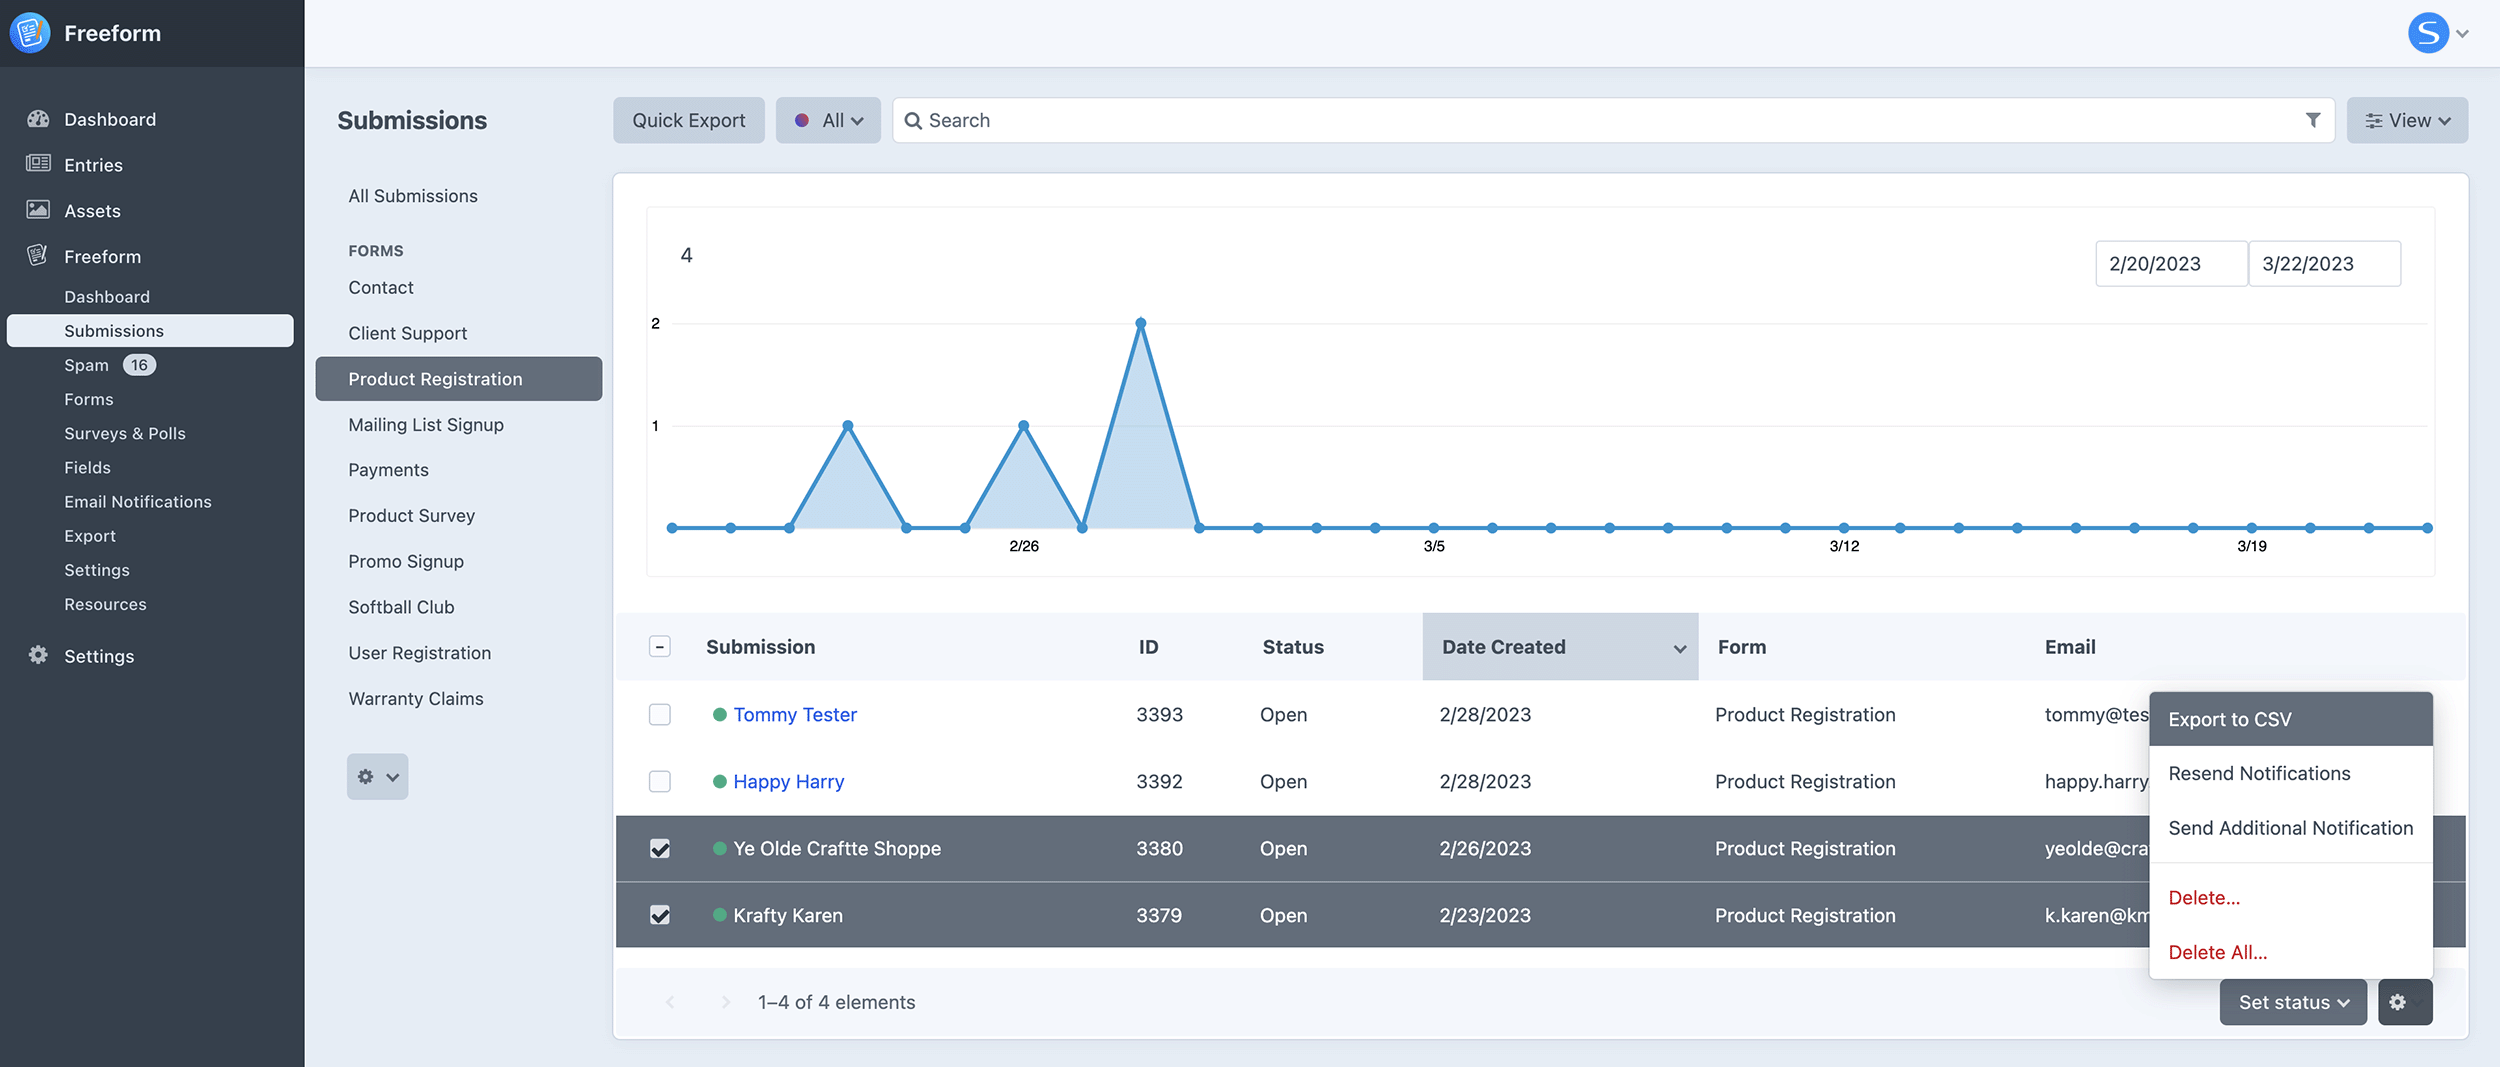 Freeform
S
Dashboard
Entries
Assets
Freeform
Dashboard
Submissions
Spam 16
Forms
Surveys & Polls
Fields
Email Notifications
Export
Settings
Resources
Settings
Submissions
All Submissions
FORMS
Contact
Client Support
Product Registration
Mailing List Signup
Payments
Product Survey
Promo Signup
Softball Club
User Registration
Warranty Claims
Quick Export All Search View
4
2/20/2023 3/22/2023
2
1
2/26 3/5 3/12 3/19
Submission ID Status Date Created Form Email
Tommy Tester 3393 Open 2/28/2023 Product Registration tommy@tes
Happy Harry 3392 Open 2/28/2023 Product Registration happy.harry
Ye Olde Craftte Shoppe 3380 Open 2/26/2023 Product Registration yeolde@cra
Krafty Karen 3379 Open 2/23/2023 Product Registration k.karen@km
Export to CSV
Resend Notifications
Send Additional Notification
Delete...
Delete All...
1–4 of 4 elements
Set status